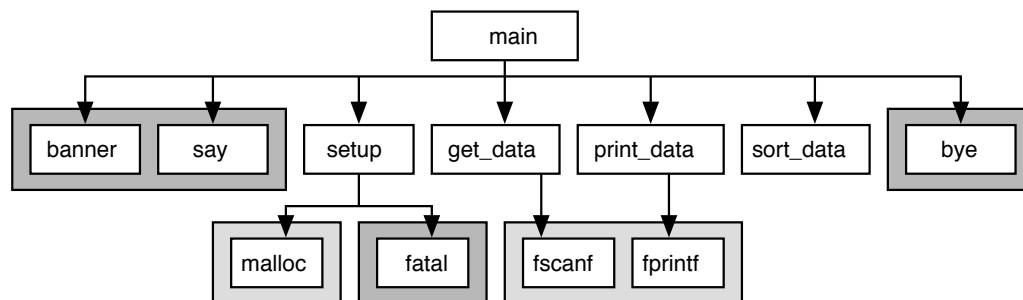 main
banner
say
setup
get_data
print_data
sort_data
bye
malloc
fatal
fscanf
fprintf